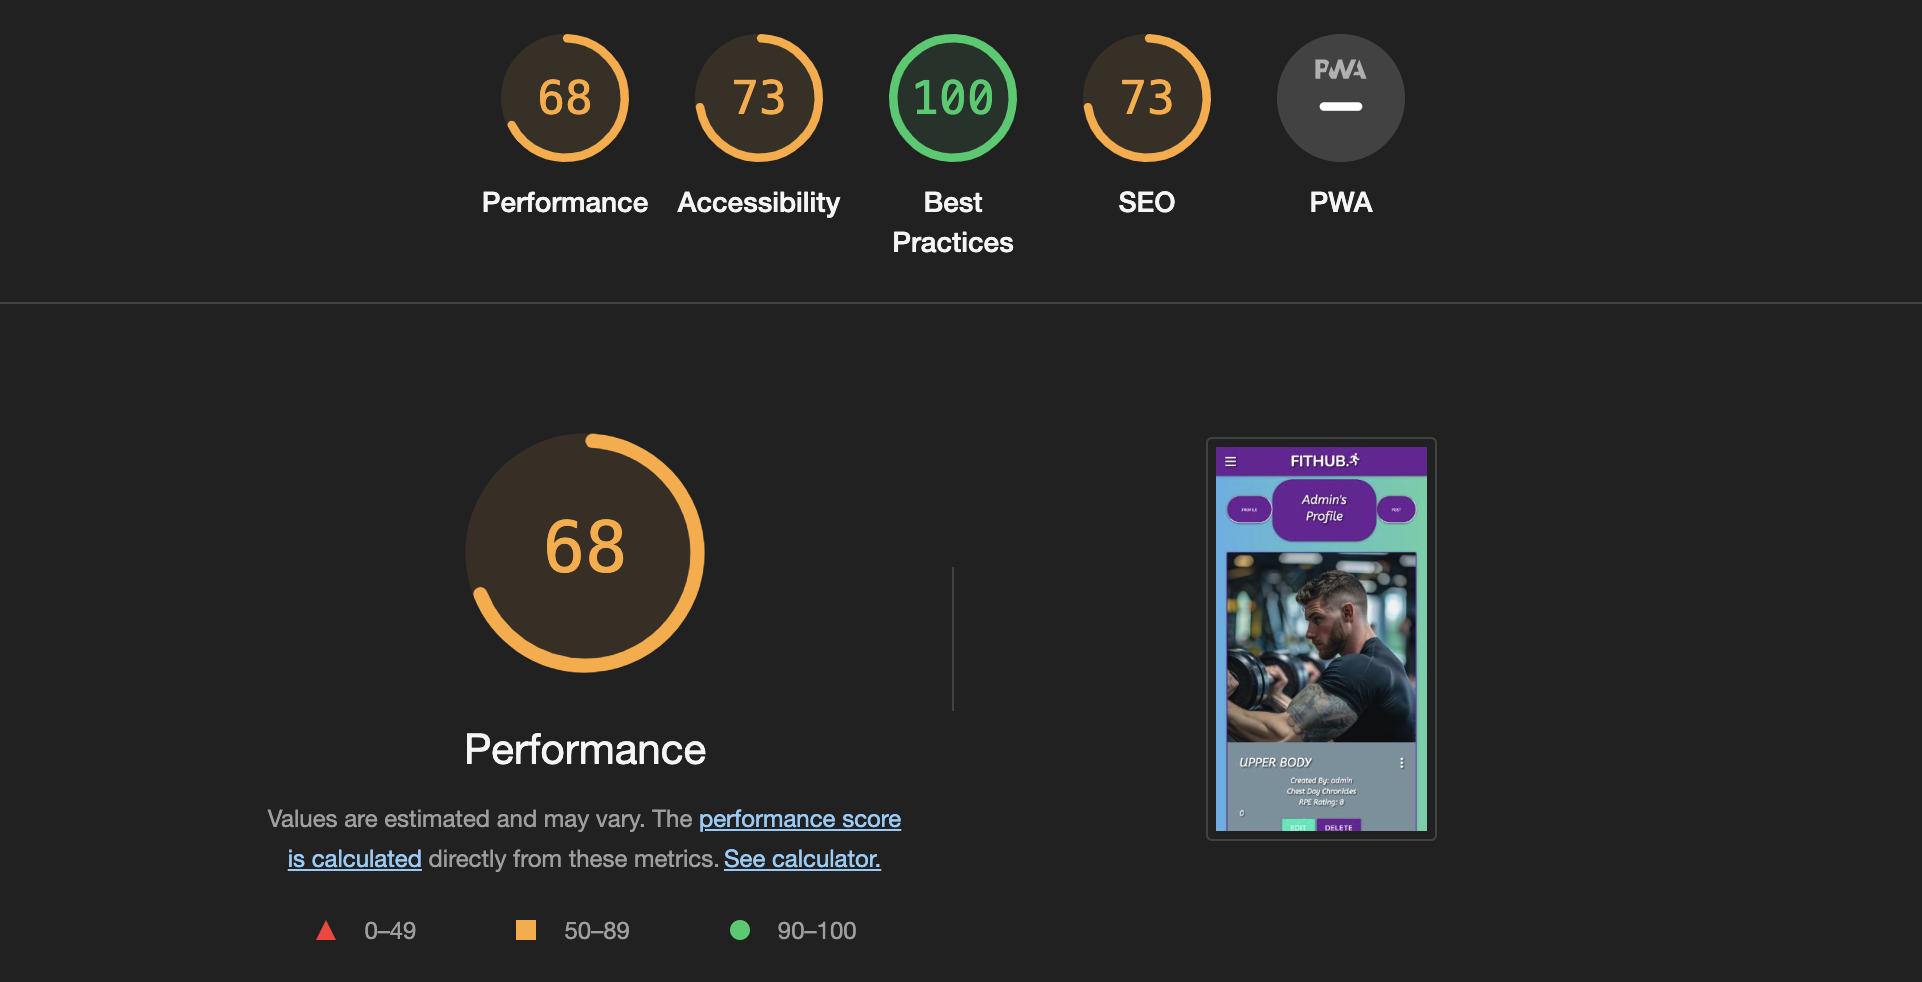 68
73
100
73
PWA
Performance
Accessibility
Best
Practices
SEO
PWA
68
Performance
Values are estimated and may vary. The performance score
is calculated directly from these metrics. See calculator.
0–49
50–89
90–100
FITHUB.
PROFILE
Admin's
Profile
POST
UPPER BODY
Created By: admin
Chest Day Chronicles
RPE Rating: 8
0
EDIT
DELETE